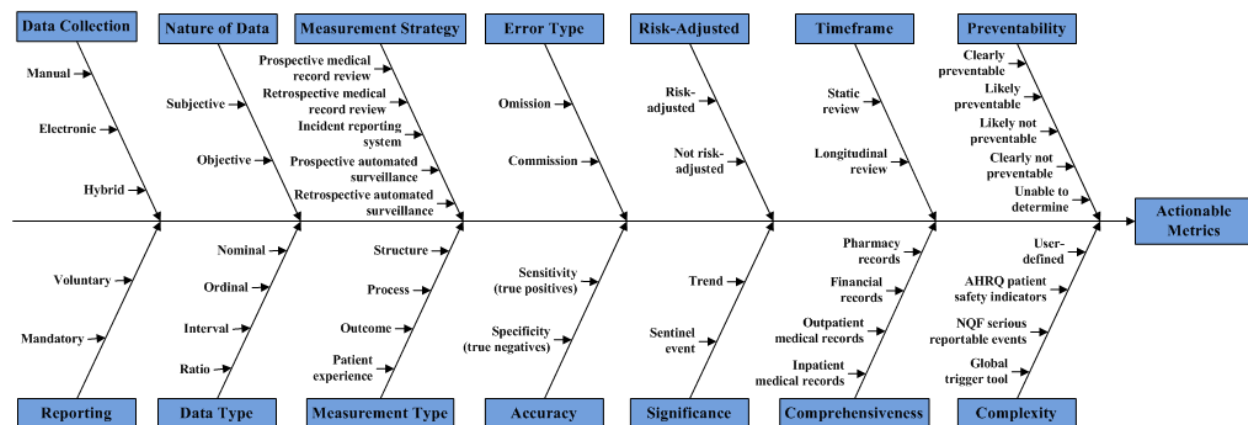 Data Collection
Nature of Data
Measurement Strategy
Error Type
Risk-Adjusted
Timeframe
Preventability
Manual
Electronic
Hybrid
Subjective
Objective
Prospective medical
record review
Retrospective medical
record review
Incident reporting
system
Prospective automated
surveillance
Retrospective automated
surveillance
Omission
Commission
Risk-
adjusted
Not risk-
adjusted
Static
review
Longitudinal
review
Clearly
preventable
Likely
preventable
Likely not
preventable
Clearly not
preventable
Unable to
determine
Actionable
Metrics
Voluntary
Mandatory
Nominal
Ordinal
Interval
Ratio
Structure
Process
Outcome
Patient
experience
Sensitivity
(true positives)
Specificity
(true negatives)
Trend
Sentinel
event
Pharmacy
records
Financial
records
Outpatient
medical records
Inpatient
medical records
User-
defined
AHRQ patient
safety indicators
NQF serious
reportable events
Global
trigger tool
Reporting
Data Type
Measurement Type
Accuracy
Significance
Comprehensiveness
Complexity